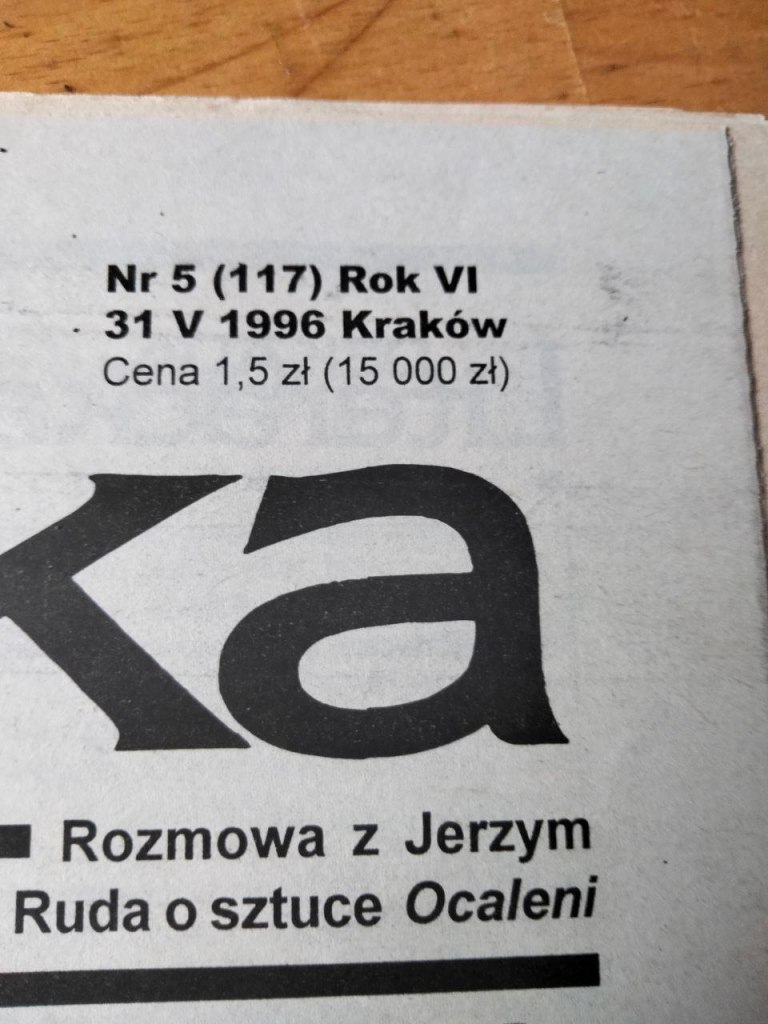 Nr 5 (117) Rok VI
31 V 1996 Kraków
Cena 1,5 zł (15 000 zł)
ka
Rozmowa z Jerzym
Ruda o sztuce Ocaleni